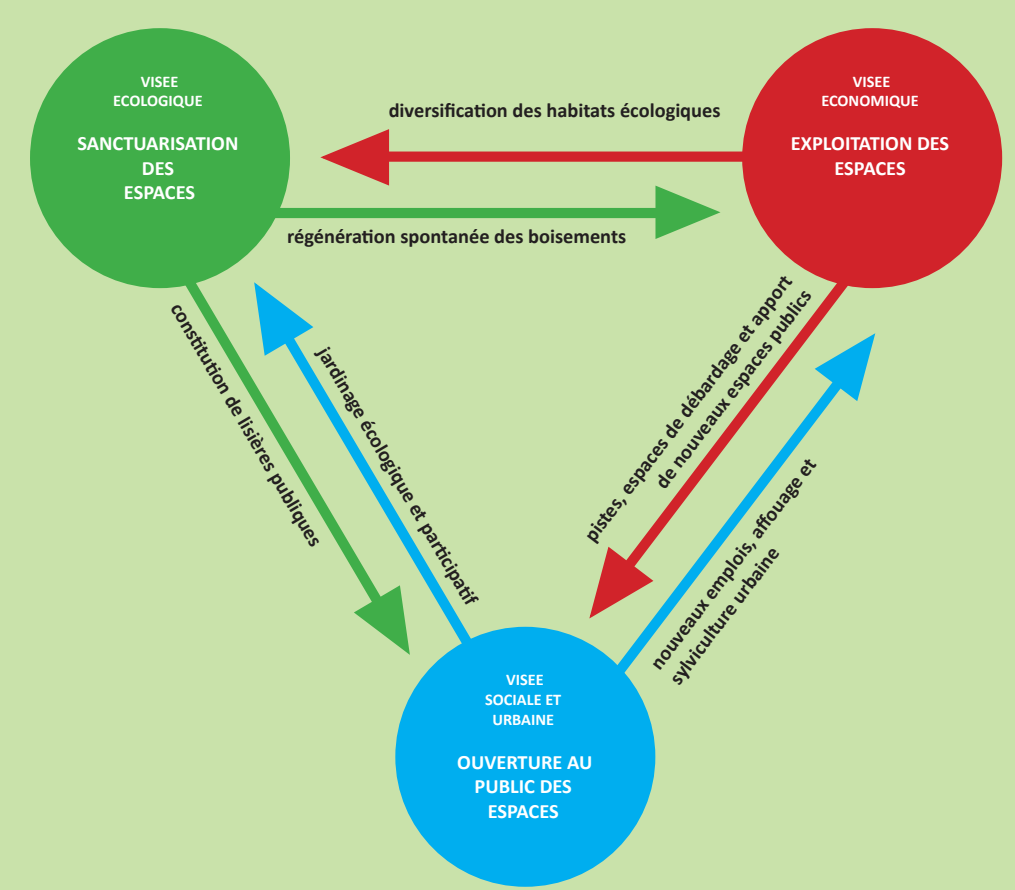 VISEE
ECOLOGIQUE
SANCTUARISATION
DES
ESPACES
diversification des habitats écologiques
régénération spontanée des boisements
VISEE
ECONOMIQUE
EXPLOITATION DES
ESPACES
constitution de lisières publiques
jardinage écologique et participatif
pistes, espaces de débardage et apport
de nouveaux espaces publics
nouveaux emplois, affouage et
sylviculture urbaine
VISEE
SOCIALE ET
URBAINE
OUVERTURE AU
PUBLIC DES
ESPACES